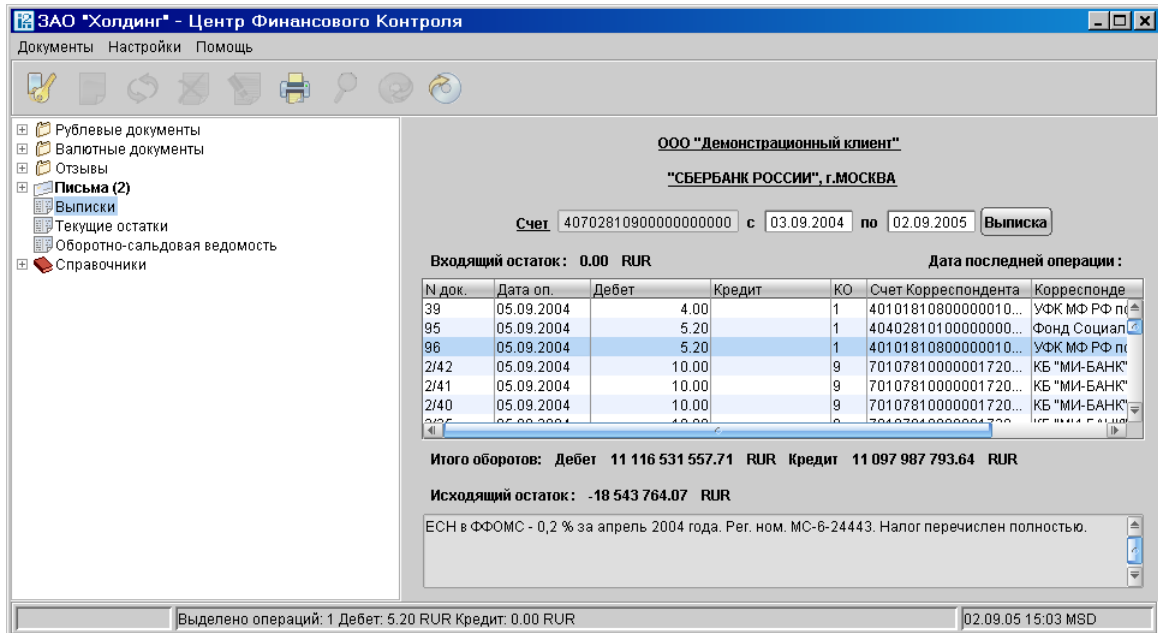 ЗАО "Холдинг" - Центр Финансового Контроля
Документы Настройки Помощь
Рублевые документы
Валютные документы
Отзывы
Письма (2)
Выписки
Текущие остатки
Оборотно-сальдовая ведомость
Справочники
ООО "Демонстрационный клиент"
"СБЕРБАНК РОССИИ", г.МОСКВА
Счет 40702810900000000000 с 03.09.2004 по 02.09.2005 Выписка
Входящий остаток: 0.00 RUR Дата последней операции:
N док. Дата оп. Дебет Кредит КО Счет Корреспондента Корреспонде
39 05.09.2004 4.00 1 40101810800000010... УФК МФ РФ по
95 05.09.2004 5.20 1 40402810100000000... Фонд Социал
96 05.09.2004 5.20 1 40101810800000010... УФК МФ РФ по
2/42 05.09.2004 10.00 9 70107810000001720... КБ "МИ-БАНК"
2/41 05.09.2004 10.00 9 70107810000001720... КБ "МИ-БАНК"
2/40 05.09.2004 10.00 9 70107810000001720... КБ "МИ-БАНК"
Итого оборотов: Дебет 11 116 531 557.71 RUR Кредит 11 097 987 793.64 RUR
Исходящий остаток: -18 543 764.07 RUR
ЕСН в ФФОМС - 0,2 % за апрель 2004 года. Рег. ном. МС-6-24443. Налог перечислен полностью.
Выделено операций: 1 Дебет: 5.20 RUR Кредит: 0.00 RUR 02.09.05 15:03 MSD